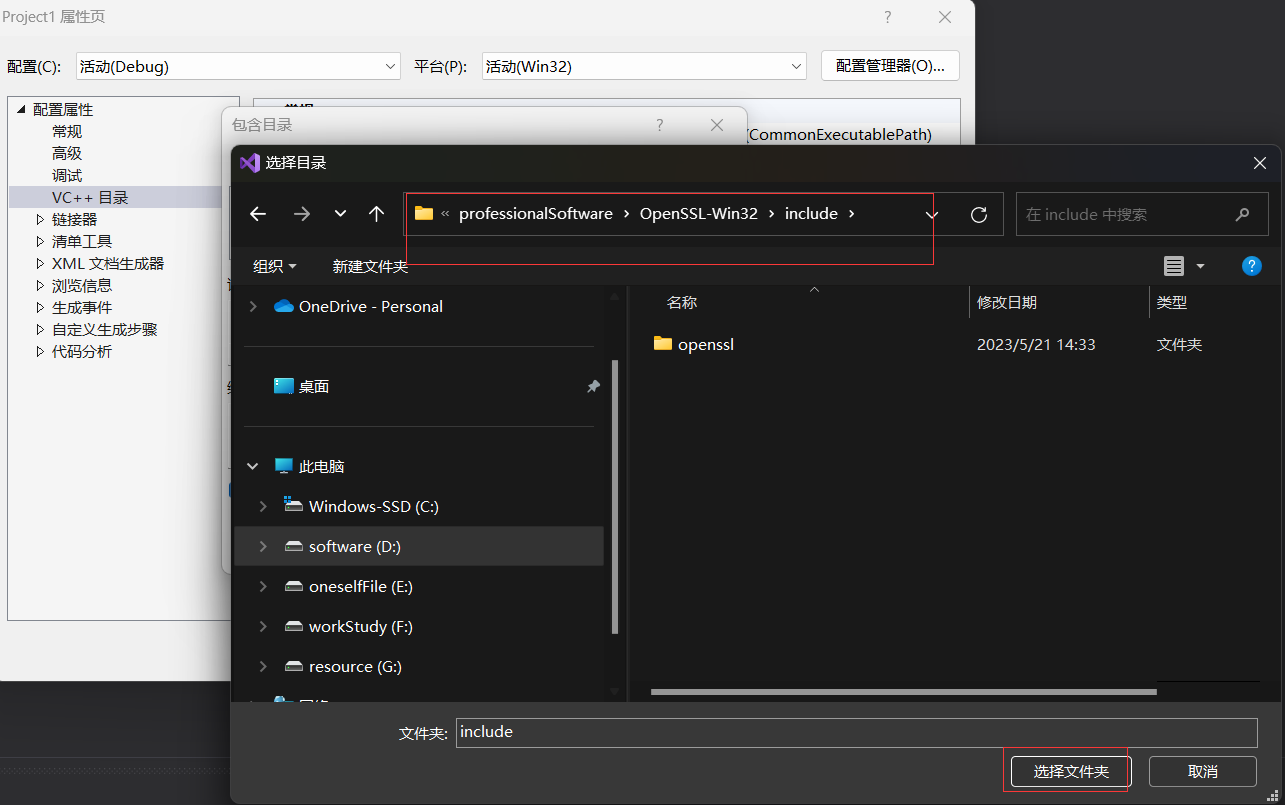 Project1 属性页
配置(C):
活动(Debug)
平台(P):
活动(Win32)
配置管理器(O)...
配置属性
常规
高级
调试
VC++ 目录
链接器
清单工具
XML 文档生成器
浏览信息
生成事件
自定义生成步骤
代码分析
包含目录
(CommonExecutablePath)
选择目录
« professionalSoftware › OpenSSL-Win32 › include ›
在 include 中搜索
组织
新建文件夹
OneDrive - Personal
桌面
此电脑
Windows-SSD (C:)
software (D:)
oneselfFile (E:)
workStudy (F:)
resource (G:)
名称
修改日期
类型
openssl
2023/5/21 14:33
文件夹
文件夹:
include
选择文件夹
取消